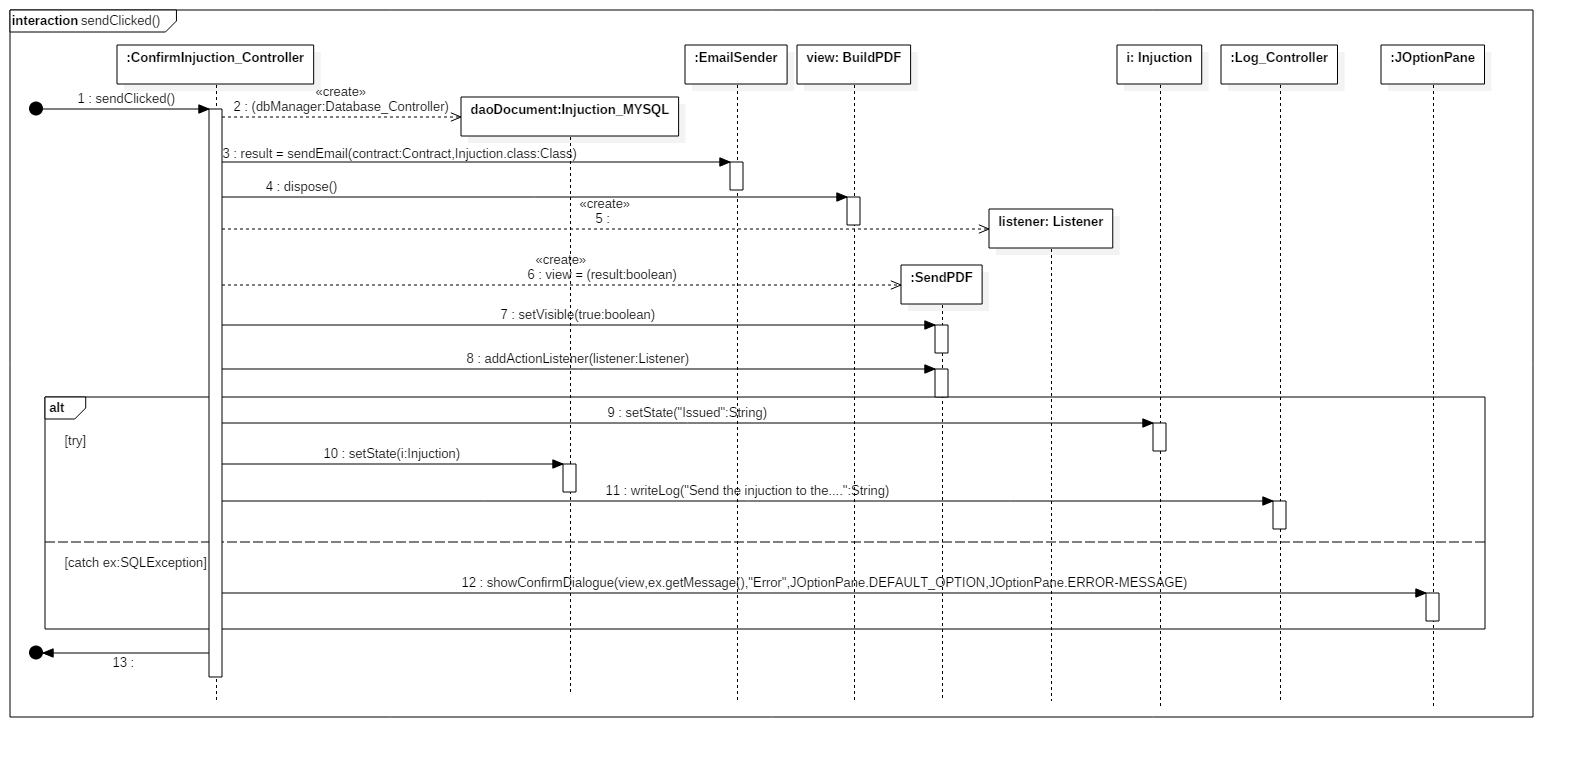 interaction sendClicked()
:ConfirmInjuction_Controller
:EmailSender
view: BuildPDF
i: Injuction
:Log_Controller
:JOptionPane
1 : sendClicked()
«create»
2 : (dbManager:Database_Controller)
daoDocument:Injuction_MYSQL
3 : result = sendEmail(contract:Contract,Injuction.class:Class)
4 : dispose()
«create»
5 :
listener: Listener
«create»
6 : view = (result:boolean)
:SendPDF
7 : setVisible(true:boolean)
8 : addActionListener(listener:Listener)
alt
9 : setState("Issued":String)
[try]
10 : setState(i:Injuction)
11 : writeLog("Send the injuction to the....":String)
[catch ex:SQLException]
12 : showConfirmDialogue(view,ex.getMessage(),"Error",JOptionPane.DEFAULT_OPTION,JOptionPane.ERROR-MESSAGE)
13 :